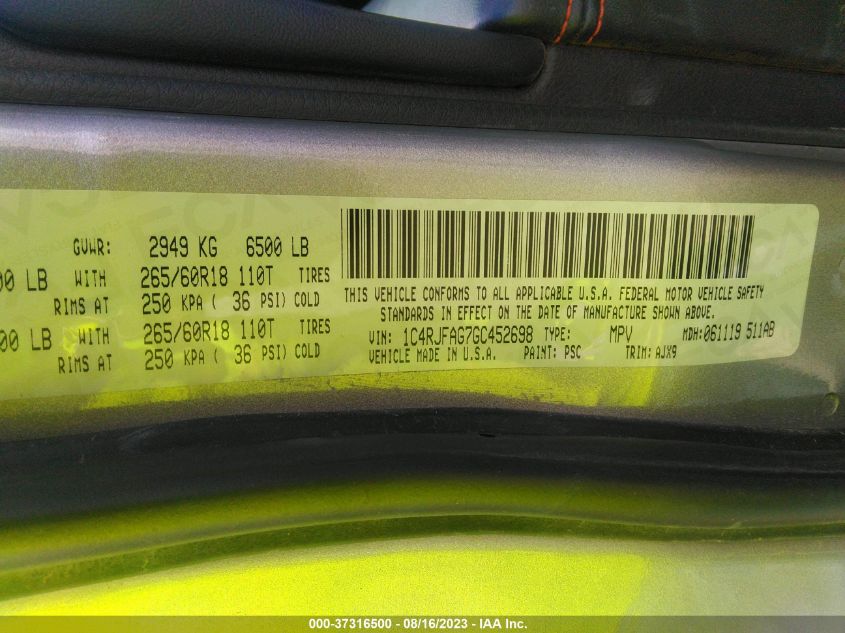 GVWR: 2949 KG 6500 LB
00 LB WITH 265/60R18 110T TIRES
RIMS AT 250 KPA ( 36 PSI) COLD
00 LB WITH 265/60R18 110T TIRES
RIMS AT 250 KPA ( 36 PSI) COLD
THIS VEHICLE CONFORMS TO ALL APPLICABLE U.S.A. FEDERAL MOTOR VEHICLE SAFETY
STANDARDS IN EFFECT ON THE DATE OF MANUFACTURE SHOWN ABOVE.
VIN: 1C4RJFAG7GC452698 TYPE: MPV MDH:061119 511AB
VEHICLE MADE IN U.S.A. PAINT: PSC TRIM: AJX9
000-37316500 - 08/16/2023 - IAA Inc.